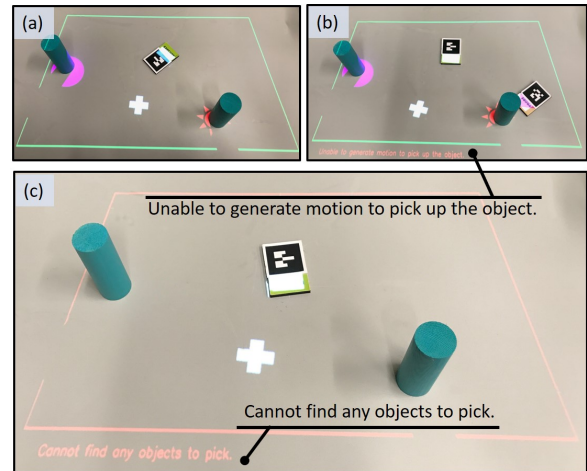 (a)
(b)
Unable to generate motion to pick up the object.
(c)
Unable to generate motion to pick up the object.
Cannot find any objects to pick.
Cannot find any objects to pick.